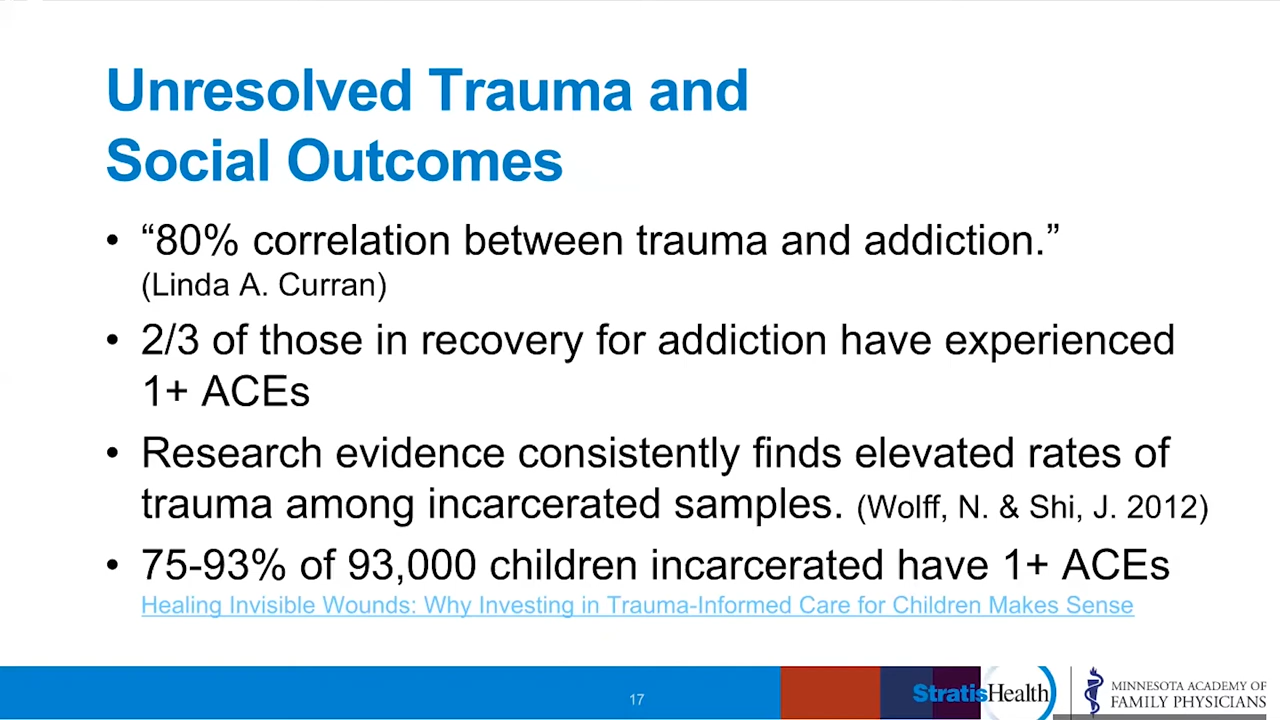 Unresolved Trauma and
Social Outcomes
• “80% correlation between trauma and addiction.”
(Linda A. Curran)
• 2/3 of those in recovery for addiction have experienced
1+ ACEs
• Research evidence consistently finds elevated rates of
trauma among incarcerated samples. (Wolff, N. & Shi, J. 2012)
• 75-93% of 93,000 children incarcerated have 1+ ACEs
Healing Invisible Wounds: Why Investing in Trauma-Informed Care for Children Makes Sense
17
StratisHealth
MINNESOTA ACADEMY OF
FAMILY PHYSICIANS